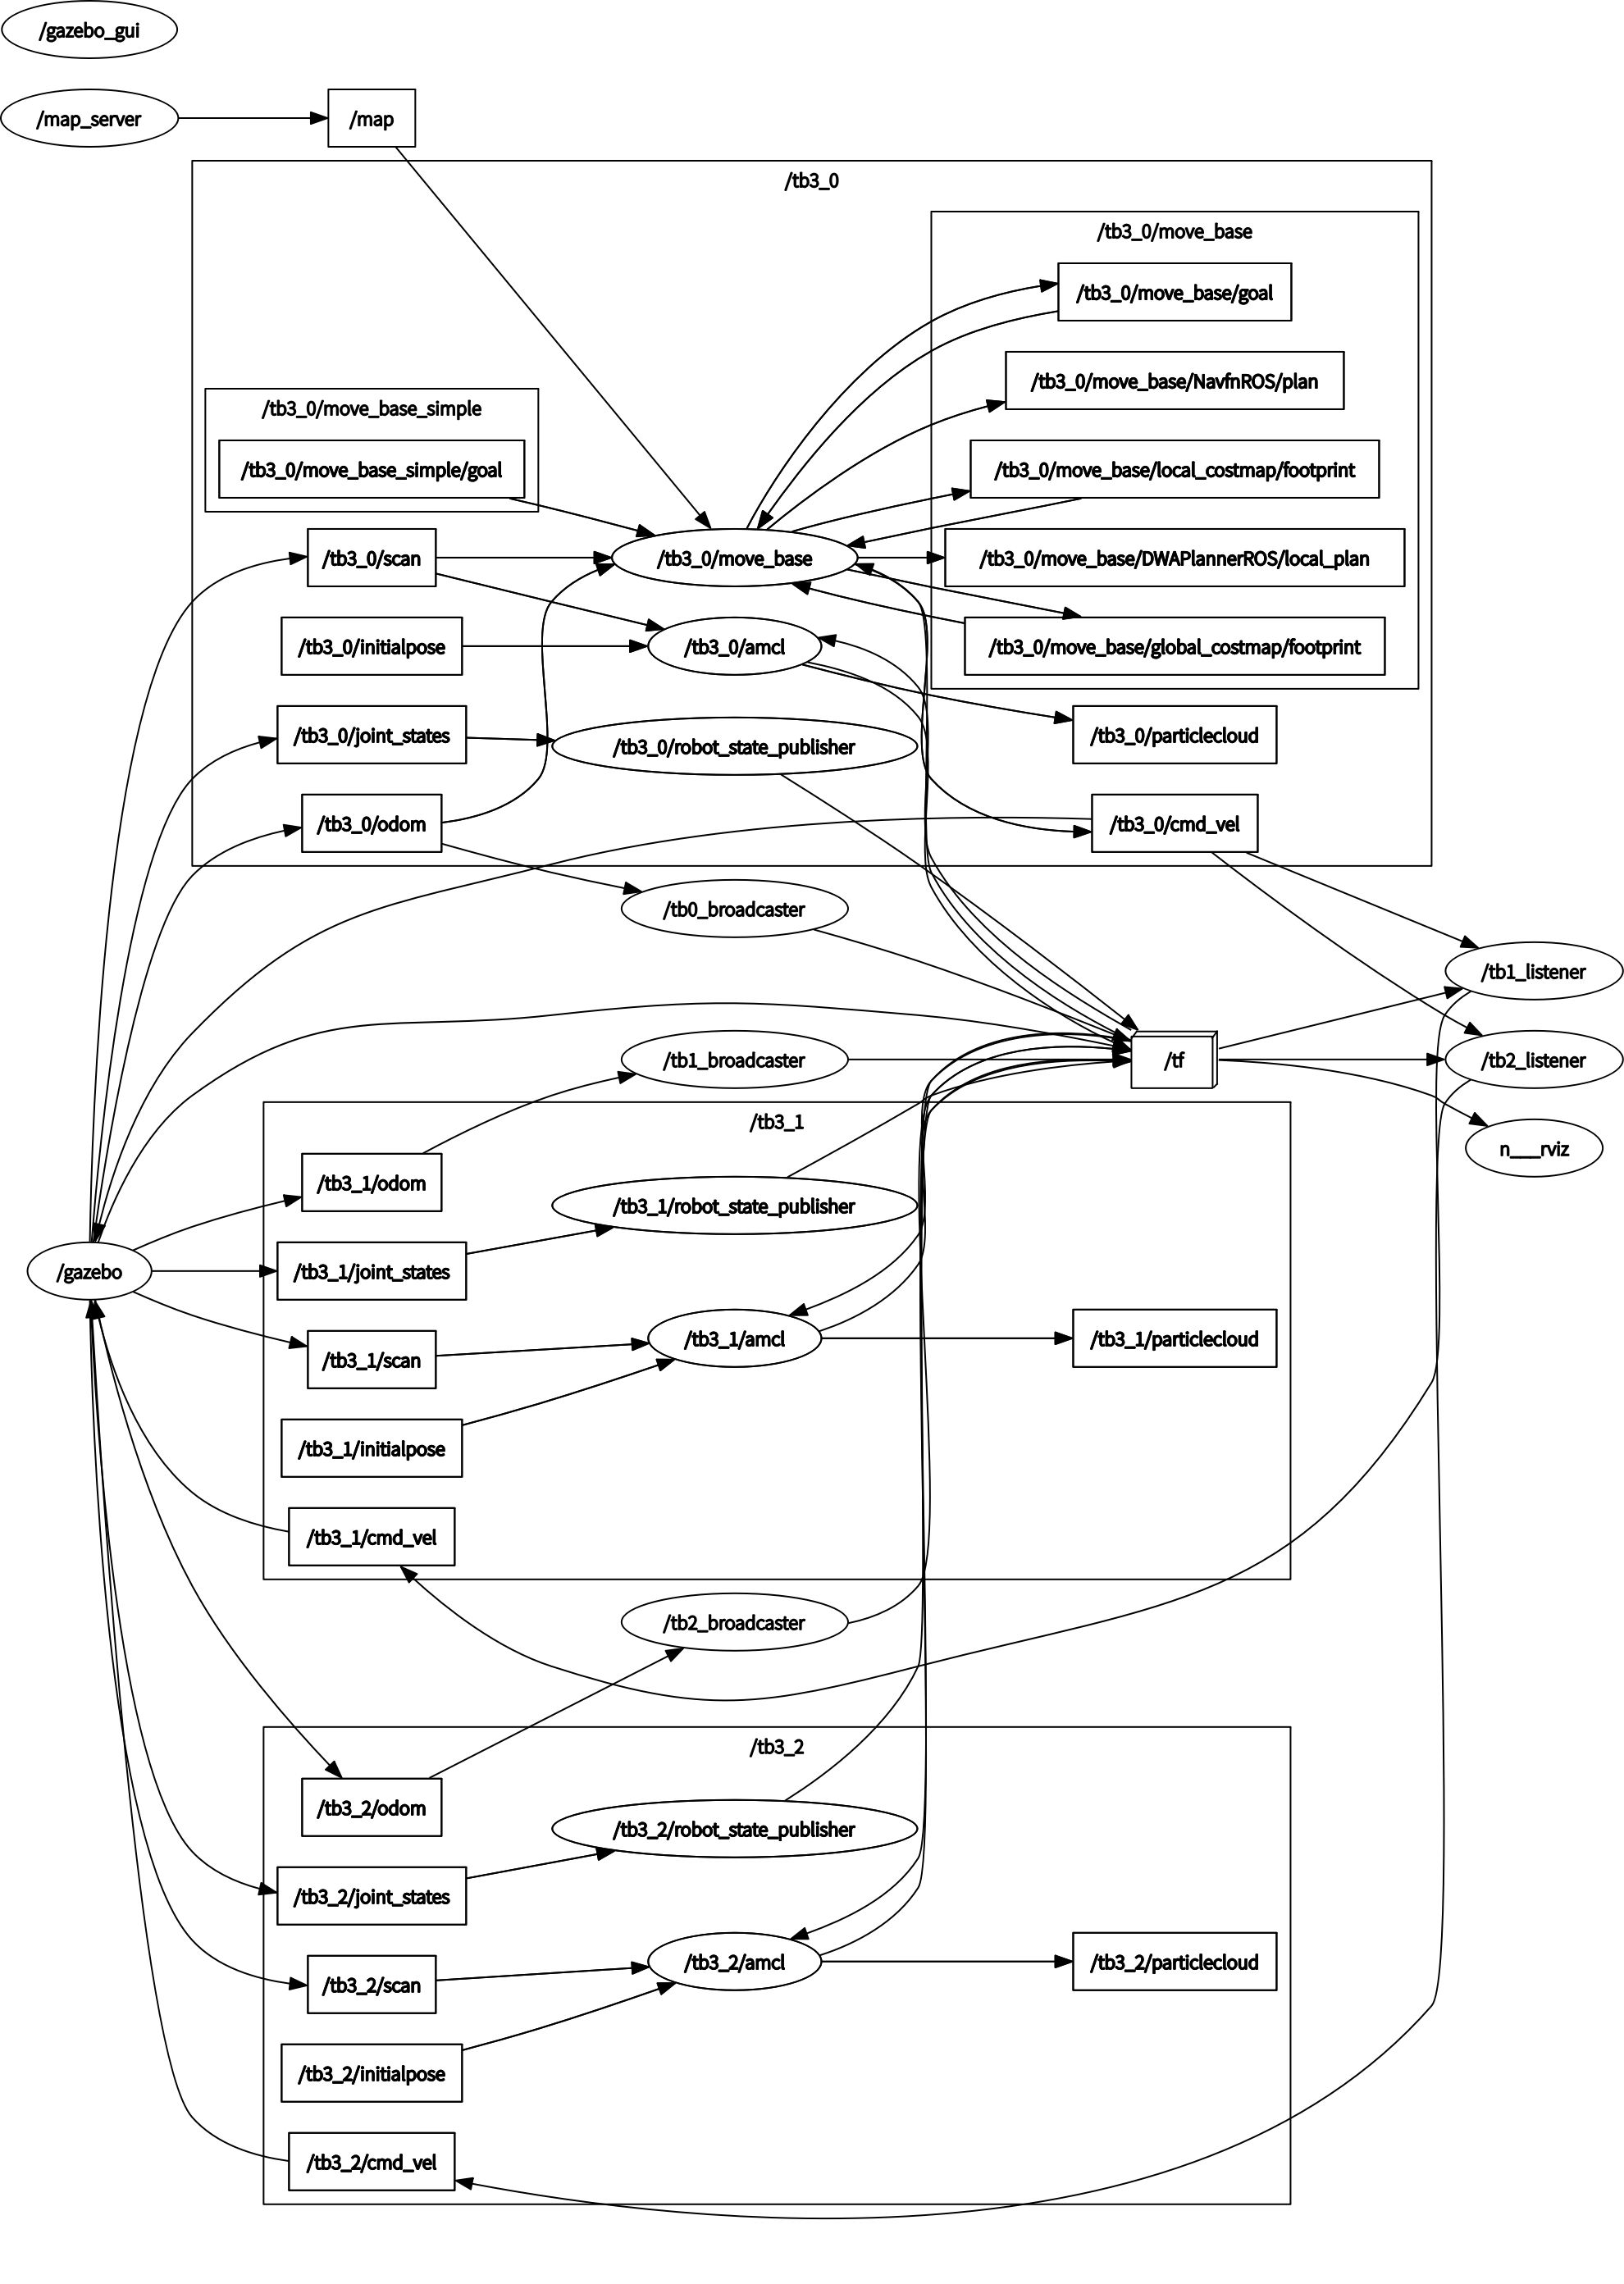 /gazebo_gui
/map_server
/map
/tb3_0
/tb3_0/move_base
/tb3_0/move_base/goal
/tb3_0/move_base/NavfnROS/plan
/tb3_0/move_base_simple
/tb3_0/move_base_simple/goal
/tb3_0/move_base/local_costmap/footprint
/tb3_0/scan
/tb3_0/move_base
/tb3_0/move_base/DWAPlannerROS/local_plan
/tb3_0/initialpose
/tb3_0/amcl
/tb3_0/move_base/global_costmap/footprint
/tb3_0/joint_states
/tb3_0/robot_state_publisher
/tb3_0/particlecloud
/tb3_0/odom
/tb3_0/cmd_vel
/tb0_broadcaster
/tb1_listener
/tb1_broadcaster
/tf
/tb2_listener
/tb3_1
n___rviz
/tb3_1/odom
/tb3_1/robot_state_publisher
/gazebo
/tb3_1/joint_states
/tb3_1/amcl
/tb3_1/particlecloud
/tb3_1/scan
/tb3_1/initialpose
/tb3_1/cmd_vel
/tb2_broadcaster
/tb3_2
/tb3_2/odom
/tb3_2/robot_state_publisher
/tb3_2/joint_states
/tb3_2/amcl
/tb3_2/particlecloud
/tb3_2/scan
/tb3_2/initialpose
/tb3_2/cmd_vel